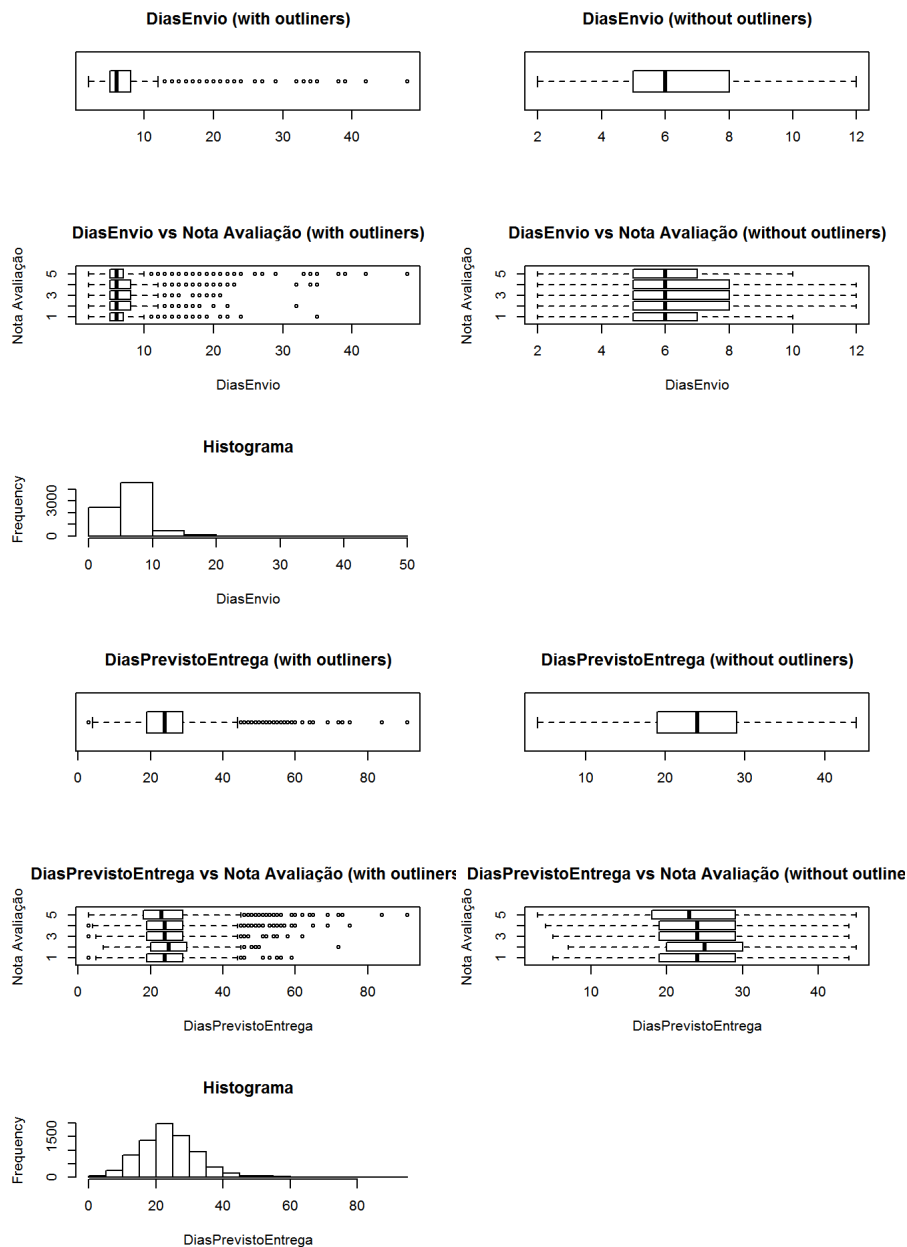 DiasEnvio (with outliners)
DiasEnvio (without outliners)
10 20 30 40
2 4 6 8 10 12
DiasEnvio vs Nota Avaliação (with outliners)
DiasEnvio vs Nota Avaliação (without outliners)
Nota Avaliação
5
3
1
10 20 30 40
DiasEnvio
Nota Avaliação
5
3
1
2 4 6 8 10 12
DiasEnvio
Histograma
Frequency
3000
0
0 10 20 30 40 50
DiasEnvio
DiasPrevistoEntrega (with outliners)
DiasPrevistoEntrega (without outliners)
0 20 40 60 80
10 20 30 40
DiasPrevistoEntrega vs Nota Avaliação (with outliners
DiasPrevistoEntrega vs Nota Avaliação (without outline
Nota Avaliação
5
3
1
0 20 40 60 80
DiasPrevistoEntrega
Nota Avaliação
5
3
1
10 20 30 40
DiasPrevistoEntrega
Histograma
Frequency
1500
0
0 20 40 60 80
DiasPrevistoEntrega